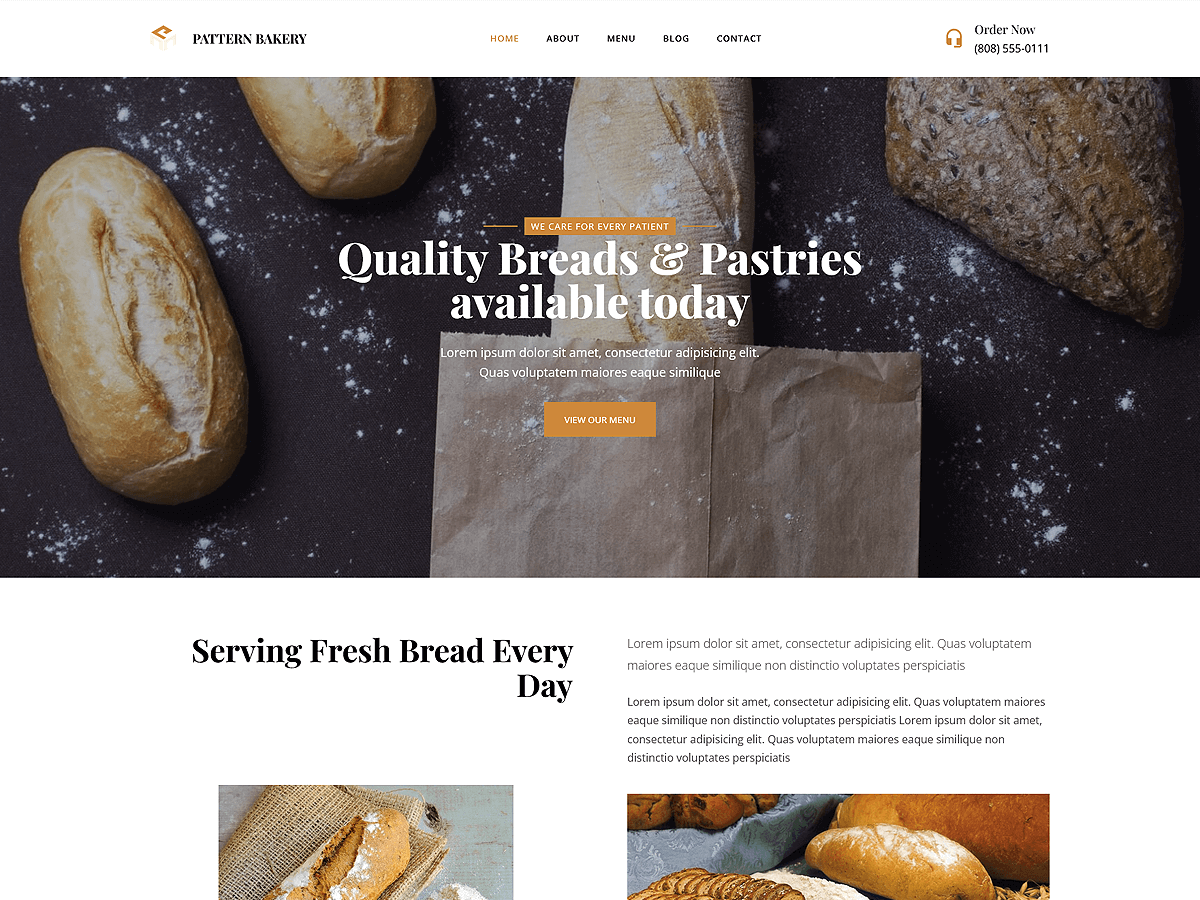 PATTERN BAKERY
HOME
ABOUT
MENU
BLOG
CONTACT
Order Now
(808) 555-0111
WE CARE FOR EVERY PATIENT
Quality Breads & Pastries
available today
Lorem ipsum dolor sit amet, consectetur adipisicing elit.
Quas voluptatem maiores eaque similique
VIEW OUR MENU
Serving Fresh Bread Every
Day
Lorem ipsum dolor sit amet, consectetur adipisicing elit. Quas voluptatem
maiores eaque similique non distinctio voluptates perspiciatis
Lorem ipsum dolor sit amet, consectetur adipisicing elit. Quas voluptatem maiores
eaque similique non distinctio voluptates perspiciatis Lorem ipsum dolor sit amet,
consectetur adipisicing elit. Quas voluptatem maiores eaque similique non
distinctio voluptates perspiciatis